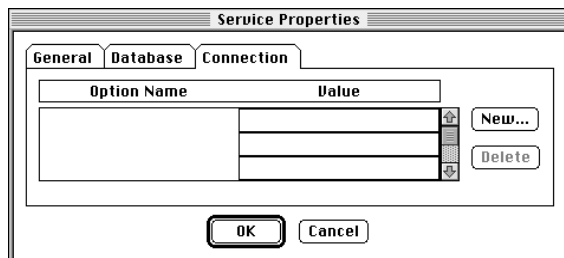 Service Properties
General Database Connection
Option Name Value
New...
Delete
OK Cancel